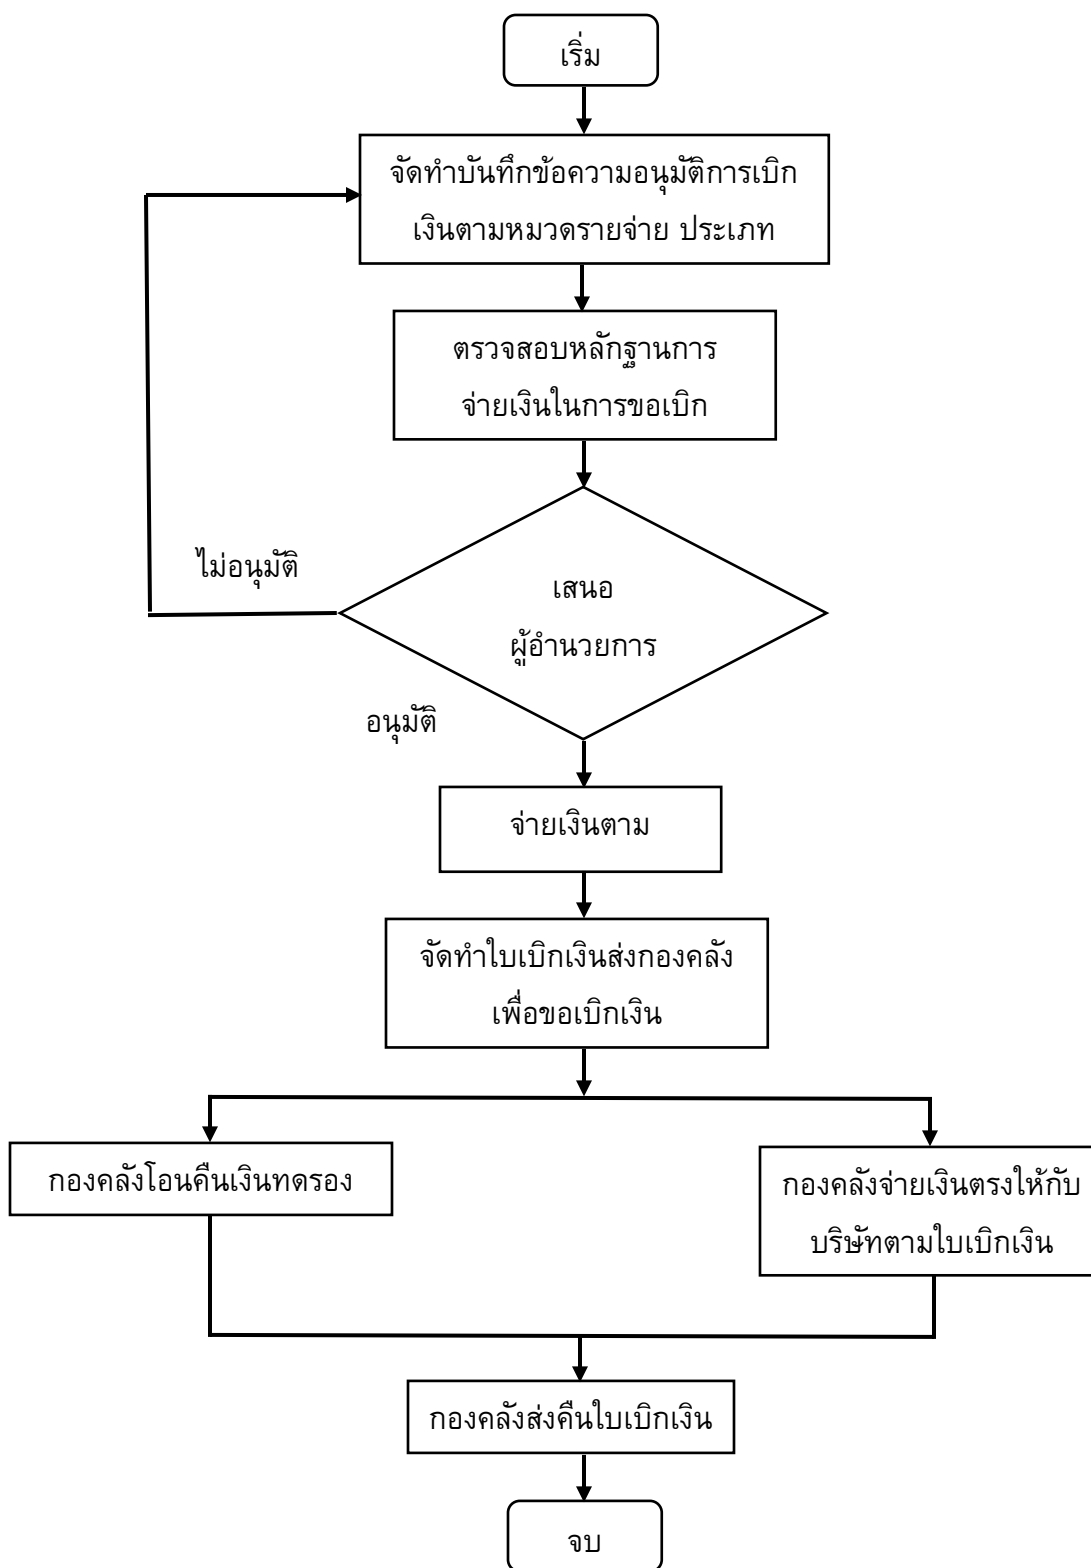 เริ่ม
จัดทำบันทึกข้อความอนุมัติการเบิก
เงินตามหมวดรายจ่าย ประเภท
ตรวจสอบหลักฐานการ
จ่ายเงินในการขอเบิก
ไม่อนุมัติ
เสนอ
ผู้อำนวยการ
อนุมัติ
จ่ายเงินตาม
จัดทำใบเบิกเงินส่งกองคลัง
เพื่อขอเบิกเงิน
กองคลังโอนคืนเงินทดรอง
กองคลังจ่ายเงินตรงให้กับ
บริษัทตามใบเบิกเงิน
กองคลังส่งคืนใบเบิกเงิน
จบ